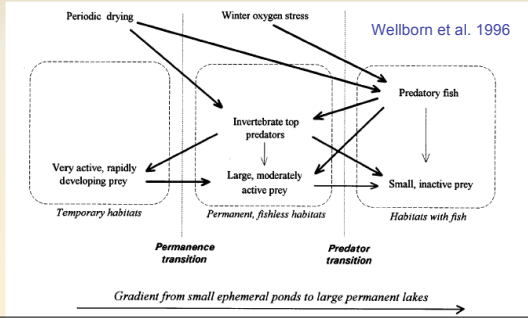 Periodic drying
Winter oxygen stress
Wellborn et al. 1996
Predatory fish
Invertebrate top
predators
Very active, rapidly
developing prey
Large, moderately
active prey
Small, inactive prey
Temporary habitats
Permanent, fishless habitats
Habitats with fish
Permanence
transition
Predator
transition
Gradient from small ephemeral ponds to large permanent lakes